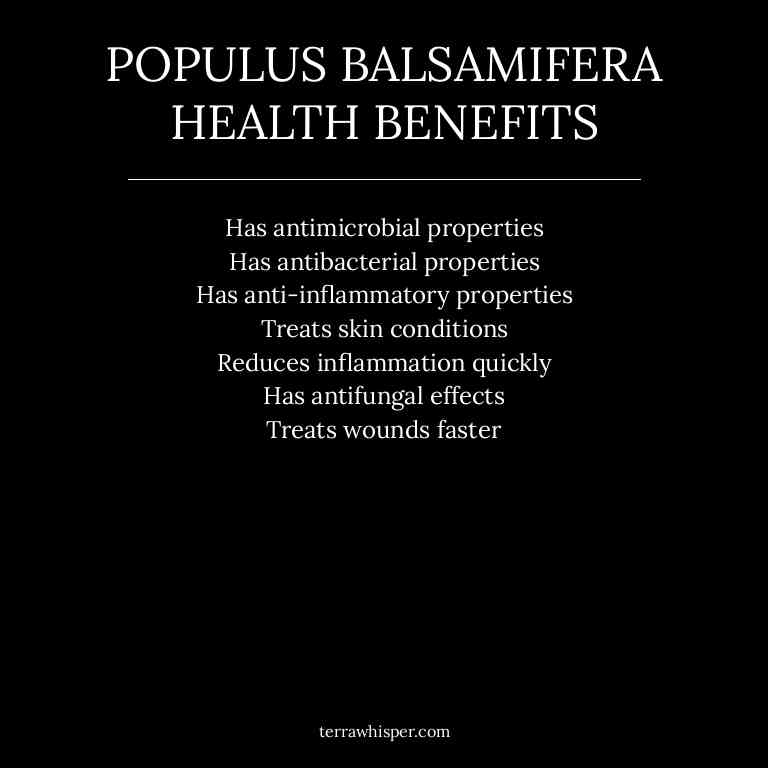 POPULUS BALSAMIFERA
HEALTH BENEFITS
Has antimicrobial properties
Has antibacterial properties
Has anti-inflammatory properties
Treats skin conditions
Reduces inflammation quickly
Has antifungal effects
Treats wounds faster
terrawhisper.com